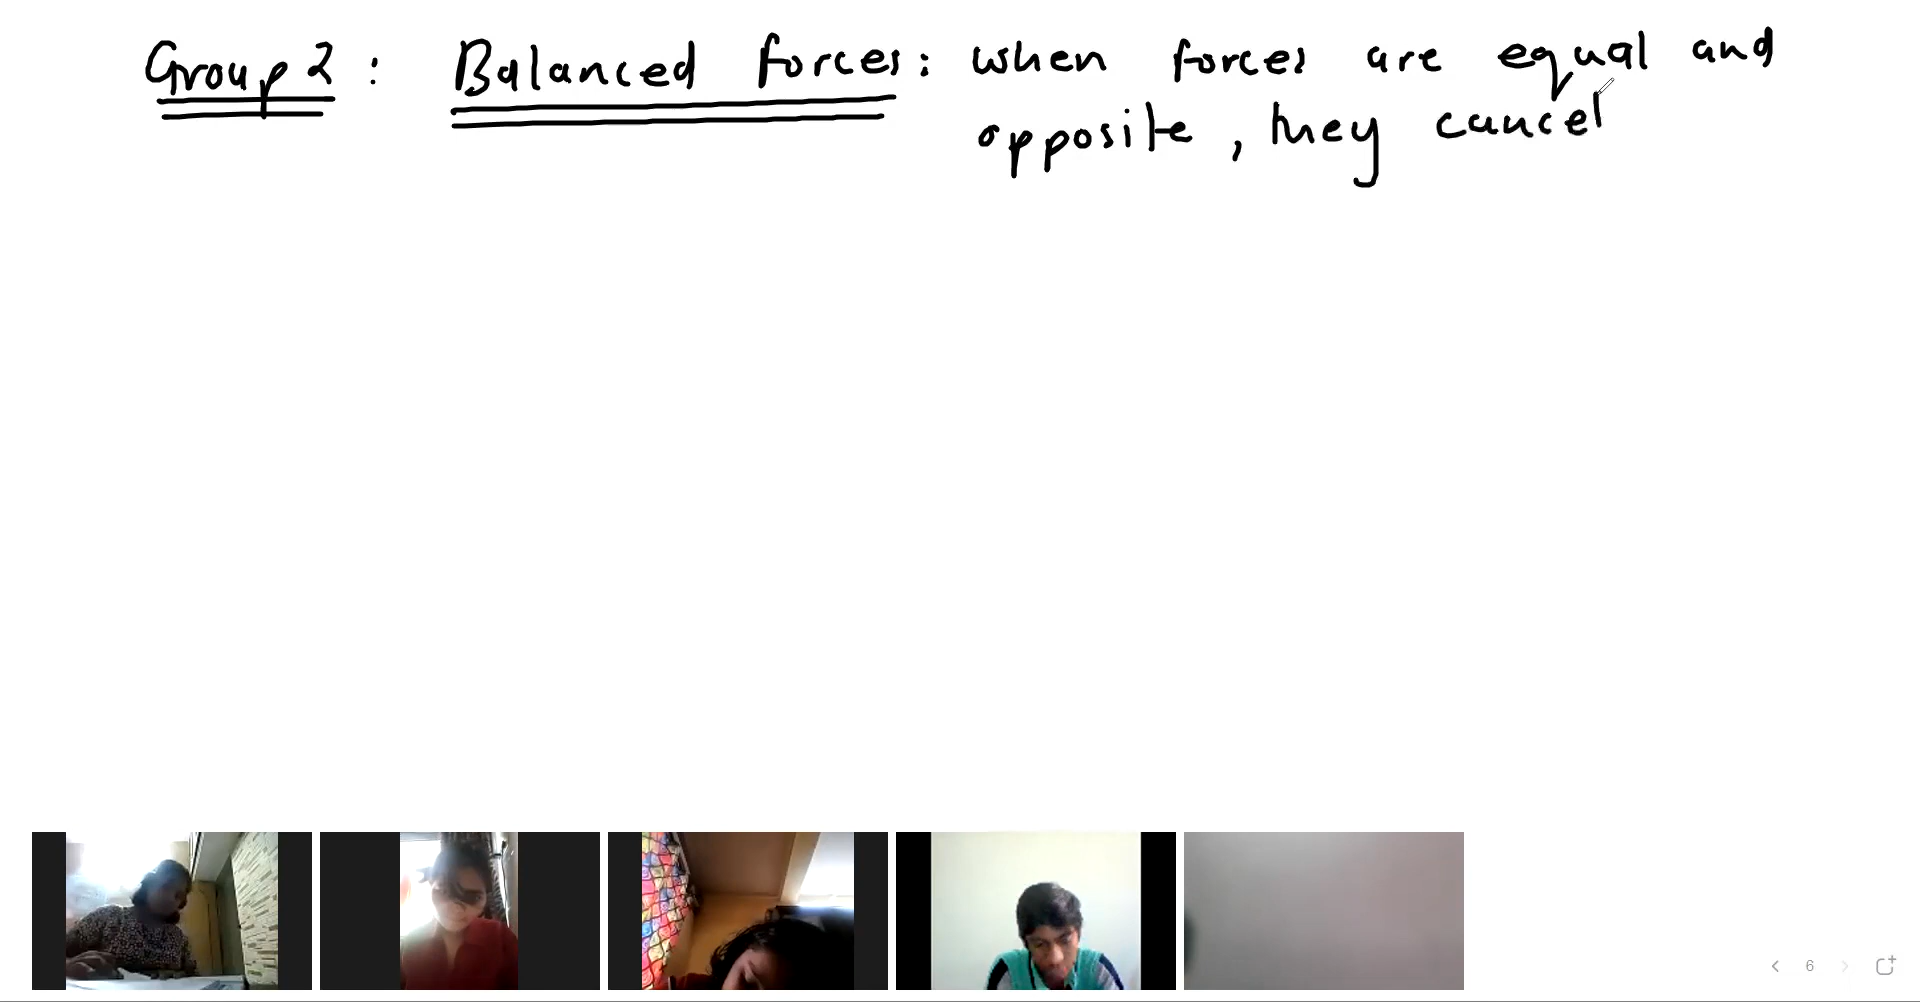 Group 2 : Balanced forces : when forces are equal and
opposite, they cancel
6